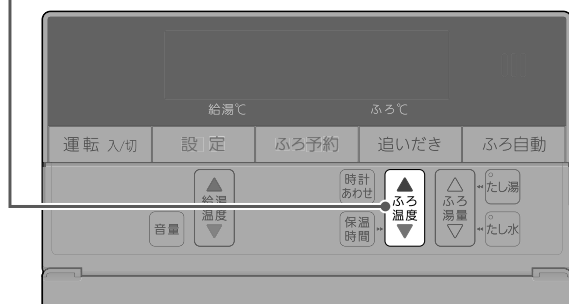 給湯℃ ふろ℃
運転 入/切 設定 ふろ予約 追いだき ふろ自動
時計
あわせ
給湯
温度
音量
保温
時間
ふろ
温度
ふろ
湯量
たし湯
たし水